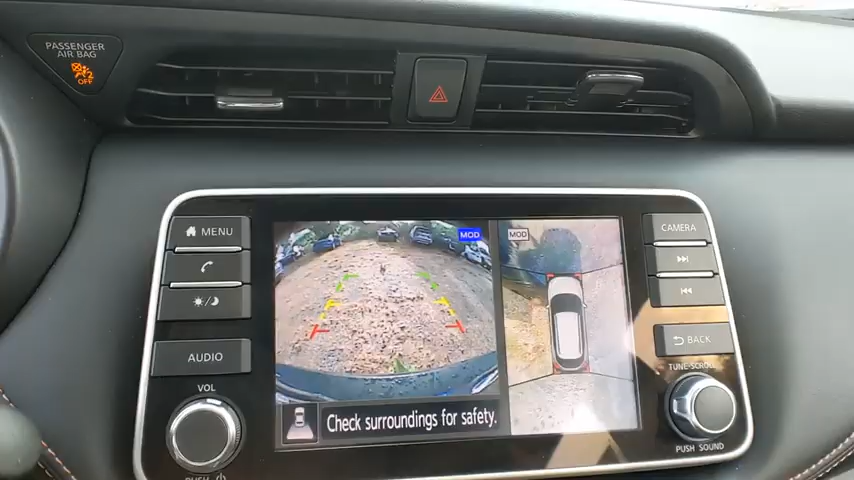 PASSENGER
AIR BAG
OFF
MENU
AUDIO
VOL
PUSH
MOD
MOD
Check surroundings for safety.
CAMERA
BACK
TUNE·SCROLL
PUSH SOUND